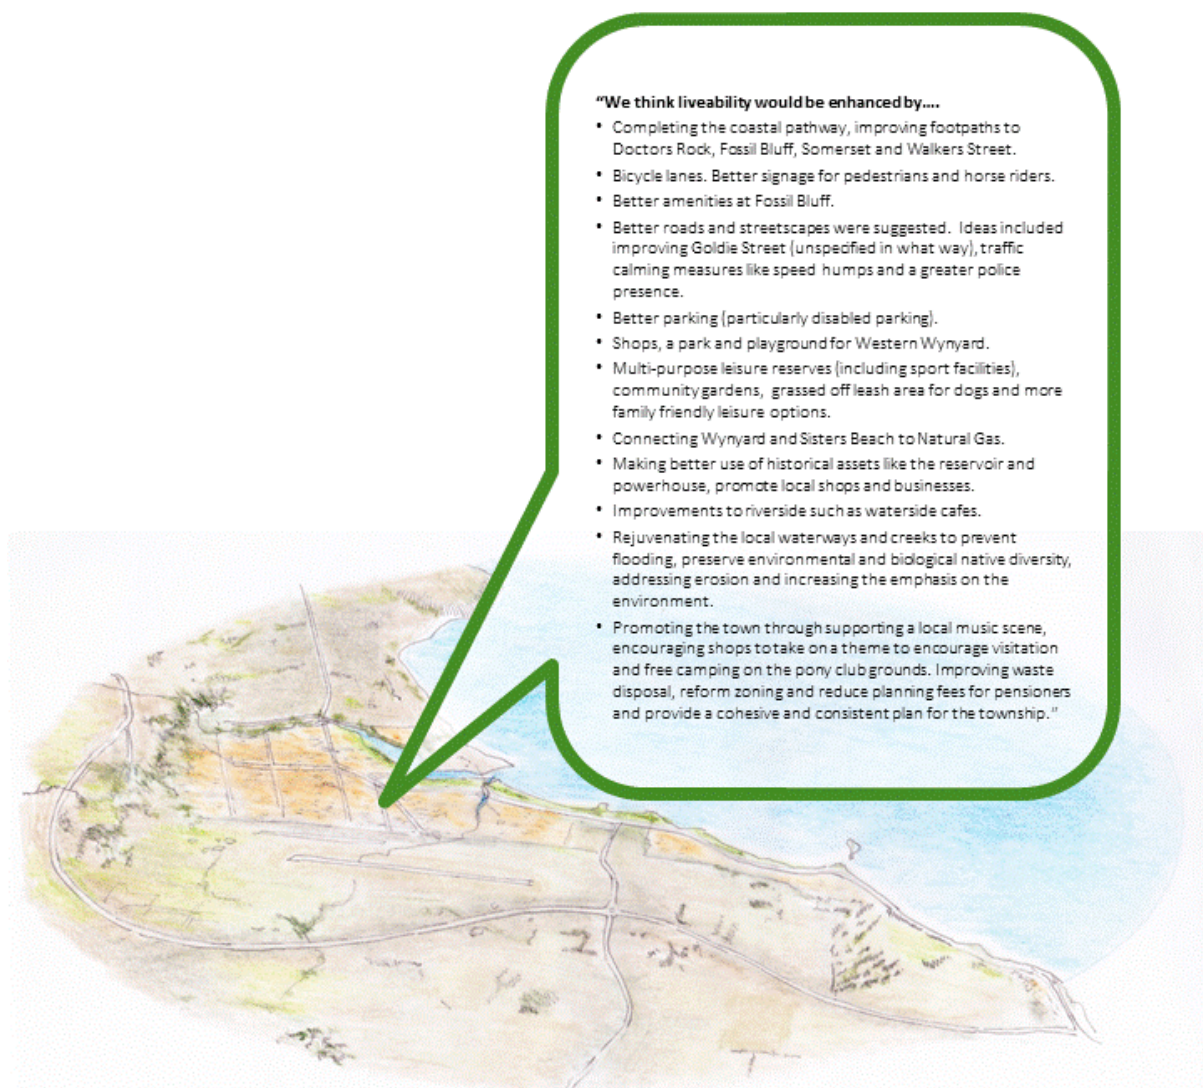 “We think liveability would be enhanced by....
• Completing the coastal pathway, improving footpaths to
Doctors Rock, Fossil Bluff, Somerset and Walkers Street.
• Bicycle lanes. Better signage for pedestrians and horse riders.
• Better amenities at Fossil Bluff.
• Better roads and streetscapes were suggested. Ideas included
improving Goldie Street (unspecified in what way), traffic
calming measures like speed humps and a greater police
presence.
• Better parking (particularly disabled parking).
• Shops, a park and playground for Western Wynyard.
• Multi-purpose leisure reserves (including sport facilities),
community gardens, grassed off leash area for dogs and more
family friendly leisure options.
• Connecting Wynyard and Sisters Beach to Natural Gas.
• Making better use of historical assets like the reservoir and
powerhouse, promote local shops and businesses.
• Improvements to riverside such as waterside cafes.
• Rejuvenating the local waterways and creeks to prevent
flooding, preserve environmental and biological native diversity,
addressing erosion and increasing the emphasis on the
environment.
• Promoting the town through supporting a local music scene,
encouraging shops to take on a theme to encourage visitation
and free camping on the pony club grounds. Improving waste
disposal, reform zoning and reduce planning fees for pensioners
and provide a cohesive and consistent plan for the township.”